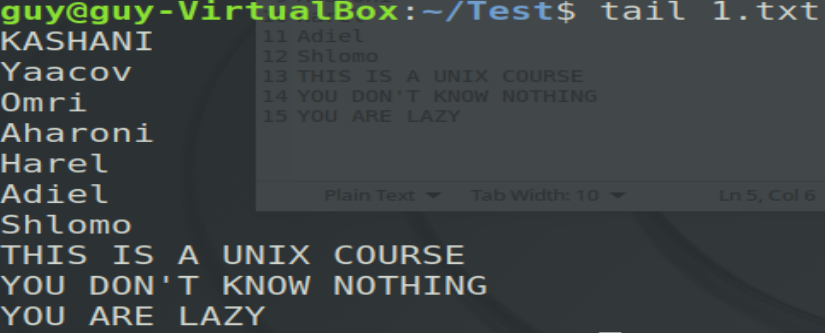 guy@guy-VirtualBox:~/Test$ tail 1.txt
KASHANI
Yaacov
Omri
Aharoni
Harel
Adiel
Shlomo
THIS IS A UNIX COURSE
YOU DON'T KNOW NOTHING
YOU ARE LAZY
11 Adiel
12 Shlomo
13 THIS IS A UNIX COURSE
14 YOU DON'T KNOW NOTHING
15 YOU ARE LAZY
Plain Text Tab Width: 10 Ln 5, Col 6